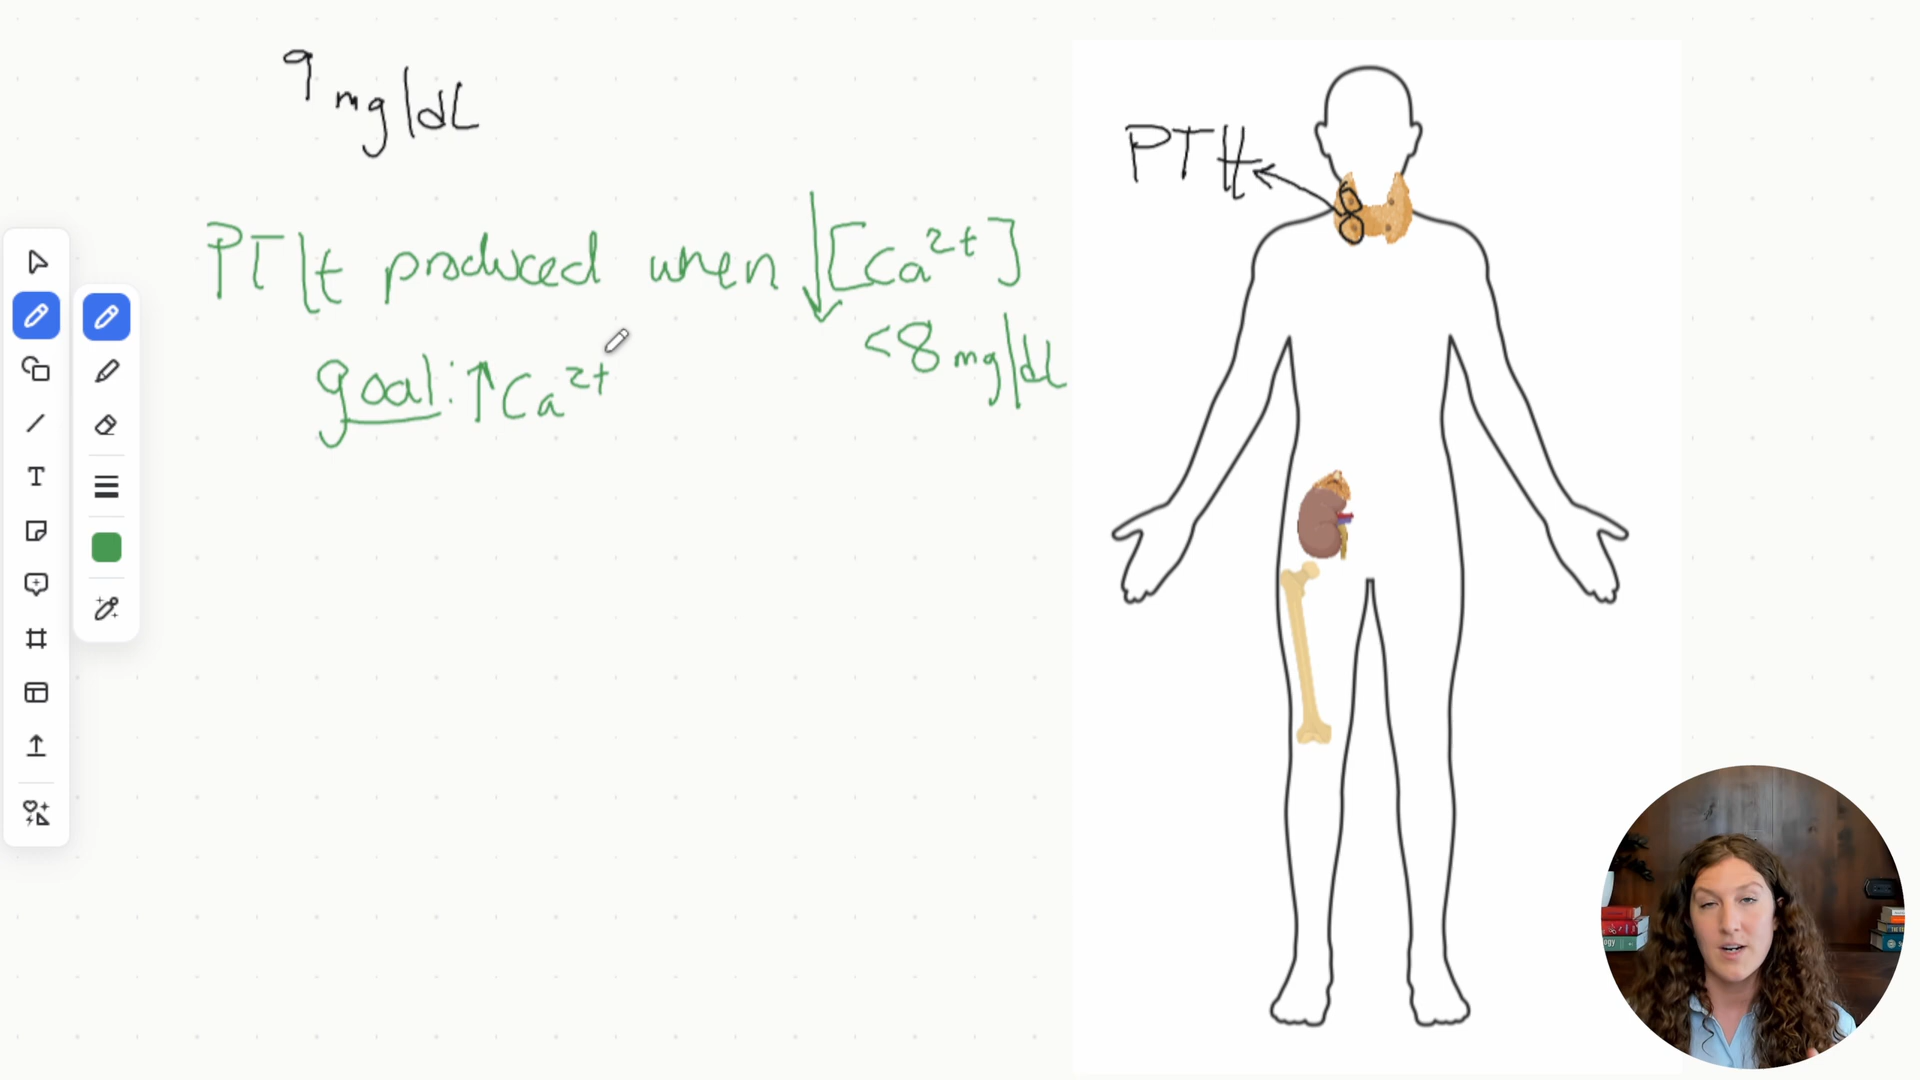 9 mg/dL
PTH
PTH produced when ↓[Ca²⁺]
<8 mg/dL
goal: ↑Ca²⁺
T